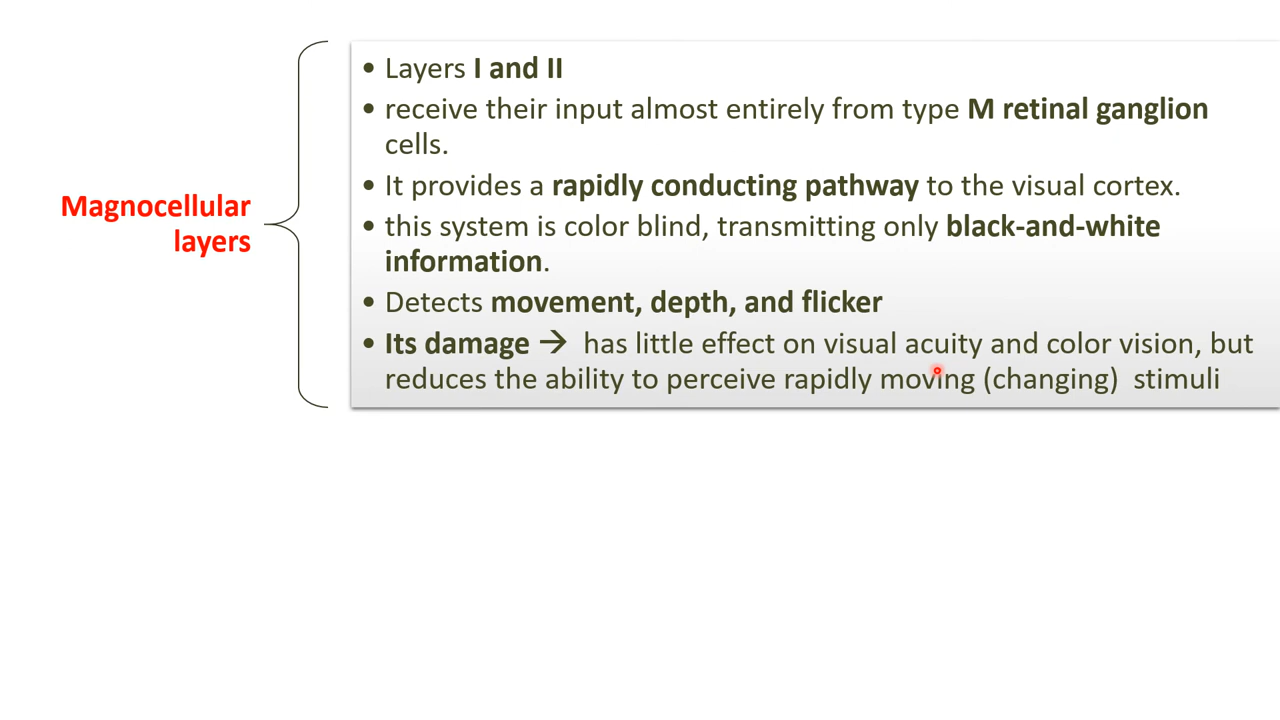 Magnocellular
layers
• Layers I and II
• receive their input almost entirely from type M retinal ganglion
cells.
• It provides a rapidly conducting pathway to the visual cortex.
• this system is color blind, transmitting only black-and-white
information.
• Detects movement, depth, and flicker
• Its damage → has little effect on visual acuity and color vision, but
reduces the ability to perceive rapidly moving (changing) stimuli